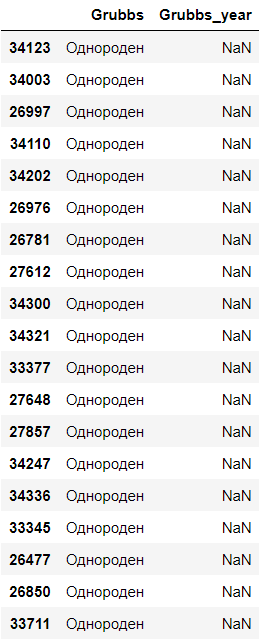 Grubbs Grubbs_year
34123 Однороден NaN
34003 Однороден NaN
26997 Однороден NaN
34110 Однороден NaN
34202 Однороден NaN
26976 Однороден NaN
26781 Однороден NaN
27612 Однороден NaN
34300 Однороден NaN
34321 Однороден NaN
33377 Однороден NaN
27648 Однороден NaN
27857 Однороден NaN
34247 Однороден NaN
34336 Однороден NaN
33345 Однороден NaN
26477 Однороден NaN
26850 Однороден NaN
33711 Однороден NaN